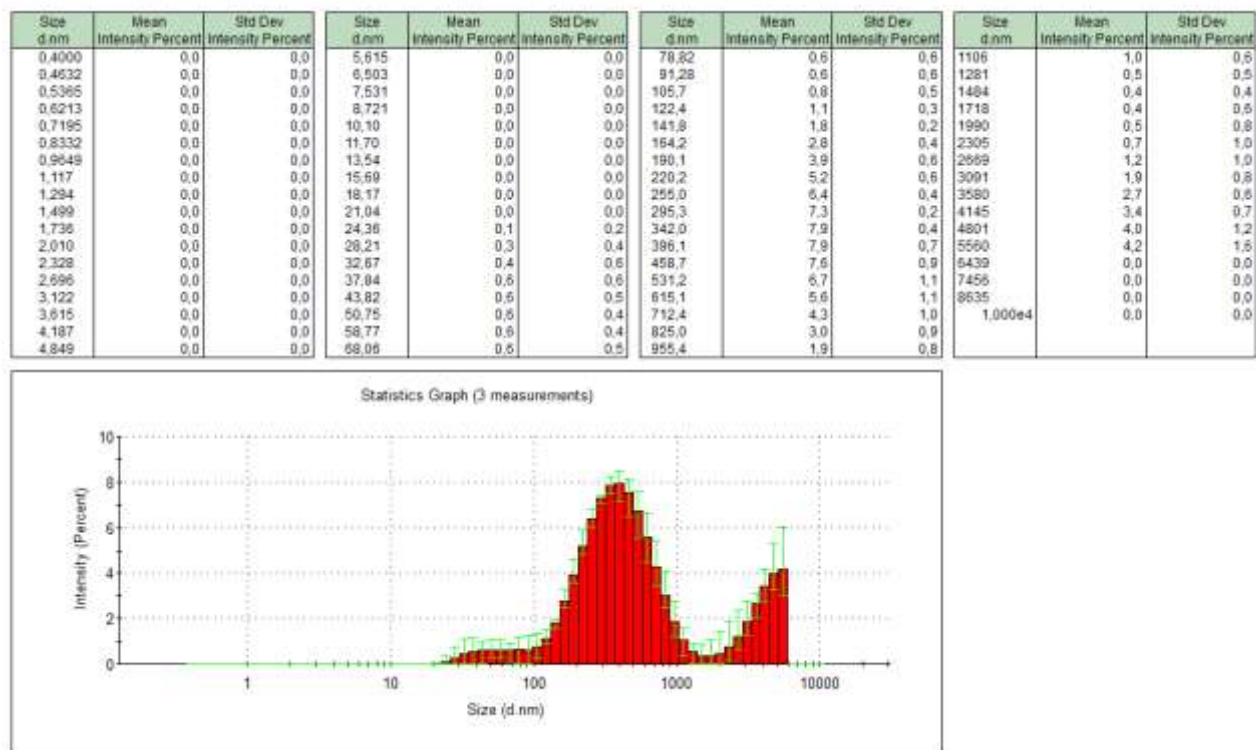 Size Mean Std Dev Size Mean Std Dev Size Mean Std Dev Size Mean Std Dev
d.nm Intensity Percent Intensity Percent d.nm Intensity Percent Intensity Percent d.nm Intensity Percent Intensity Percent d.nm Intensity Percent Intensity Percent
0,4000 0,0 0,0 5,615 0,0 0,0 78,82 0,6 0,6 1106 1,0 0,6
0,4632 0,0 0,0 6,503 0,0 0,0 91,28 0,6 0,6 1281 0,5 0,5
0,5365 0,0 0,0 7,531 0,0 0,0 105,7 0,8 0,5 1484 0,4 0,4
0,6213 0,0 0,0 8,721 0,0 0,0 122,4 1,1 0,3 1718 0,4 0,6
0,7195 0,0 0,0 10,10 0,0 0,0 141,8 1,8 0,2 1990 0,5 0,8
0,8332 0,0 0,0 11,70 0,0 0,0 164,2 2,8 0,4 2305 0,7 1,0
0,9649 0,0 0,0 13,54 0,0 0,0 190,1 3,9 0,6 2669 1,2 1,0
1,117 0,0 0,0 15,69 0,0 0,0 220,2 5,2 0,6 3091 1,9 0,8
1,294 0,0 0,0 18,17 0,0 0,0 255,0 6,4 0,4 3580 2,7 0,6
1,499 0,0 0,0 21,04 0,0 0,0 295,3 7,3 0,2 4145 3,4 0,7
1,736 0,0 0,0 24,36 0,1 0,2 342,0 7,9 0,4 4801 4,0 1,2
2,010 0,0 0,0 28,21 0,3 0,4 396,1 7,9 0,7 5560 4,2 1,8
2,328 0,0 0,0 32,67 0,4 0,6 458,7 7,6 0,9 6439 0,0 0,0
2,696 0,0 0,0 37,84 0,6 0,6 531,2 6,7 1,1 7456 0,0 0,0
3,122 0,0 0,0 43,82 0,6 0,5 615,1 5,6 1,1 8635 0,0 0,0
3,615 0,0 0,0 50,75 0,6 0,4 712,4 4,3 1,0 1,000e4 0,0 0,0
4,187 0,0 0,0 58,77 0,6 0,4 825,0 3,0 0,9
4,849 0,0 0,0 68,06 0,6 0,5 955,4 1,9 0,8
Statistics Graph (3 measurements)
10
8
6
4
2
0
Intensity (Percent)
1 10 100 1000 10000
Size (d.nm)